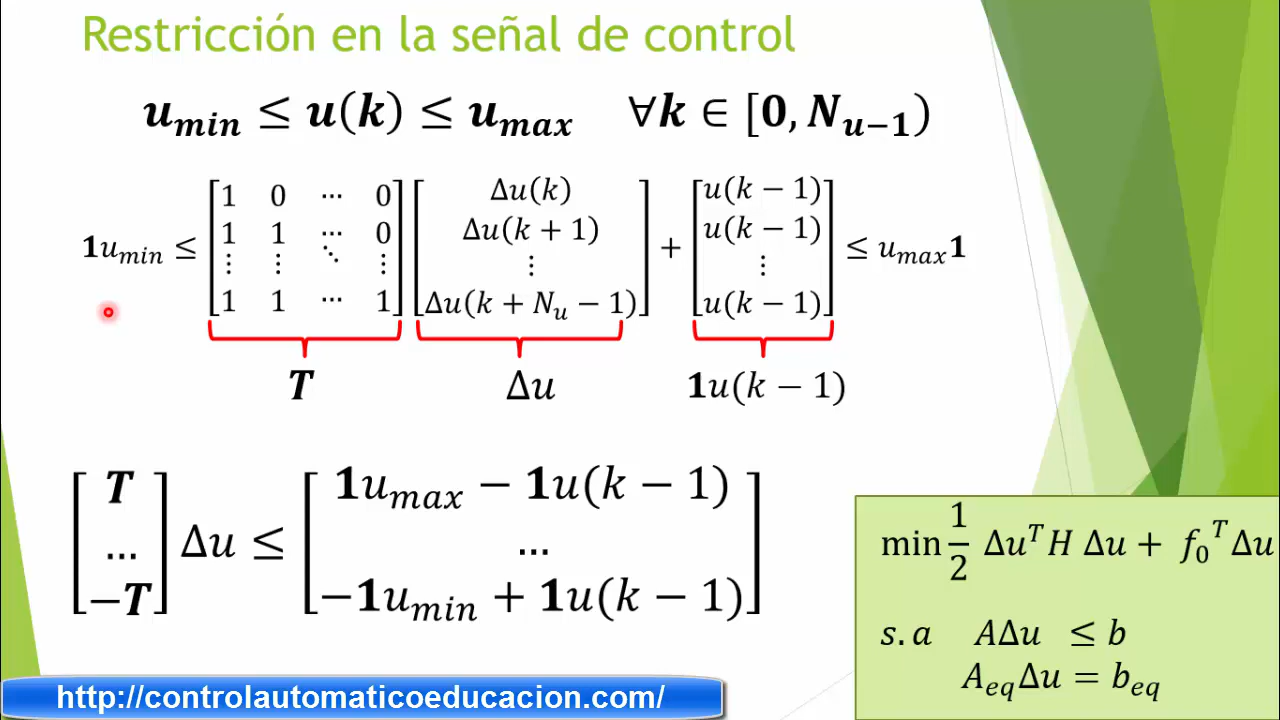 Restricción en la señal de control
u_min ≤ u(k) ≤ u_max ∀k ∈ [0, N_{u−1})
1u_min ≤ [1 0 ⋯ 0; 1 1 ⋯ 0; ⋮ ⋮ ⋱ ⋮; 1 1 ⋯ 1] [Δu(k); Δu(k + 1); ⋮; Δu(k + N_u − 1)] + [u(k − 1); u(k − 1); ⋮; u(k − 1)] ≤ u_max 1
T Δu 1u(k − 1)
[T; …; −T] Δu ≤ [1u_max − 1u(k − 1); …; −1u_min + 1u(k − 1)]
min 1/2 Δu^T H Δu + f_0^T Δu
s.a AΔu ≤ b
A_eq Δu = b_eq
http://controlautomaticoeducacion.com/